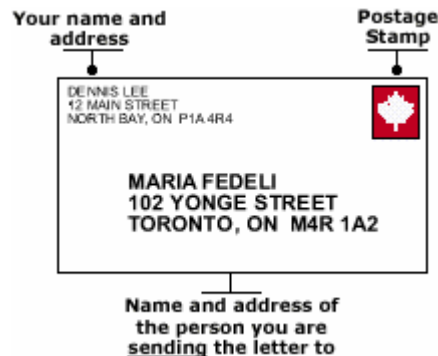 Your name and
address
Postage
Stamp
DENNIS LEE
12 MAIN STREET
NORTH BAY, ON P1A 4R4
MARIA FEDELI
102 YONGE STREET
TORONTO, ON M4R 1A2
Name and address of
the person you are
sending the letter to